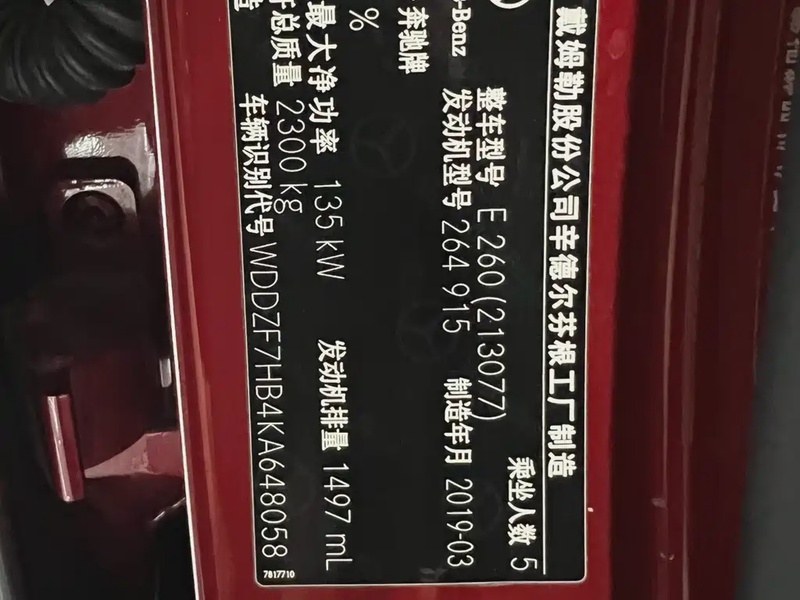 戴姆勒股份公司辛德尔芬根工厂制造
乘坐人数 5
整车型号 E 260 (213077)
发动机型号 264 915 制造年月 2019-03
-Benz
奔驰牌
%
最大净功率 135 kW 发动机排量 1497 mL
总质量 2300 kg
车辆识别代号 WDDZF7HB4KA648058
7817710